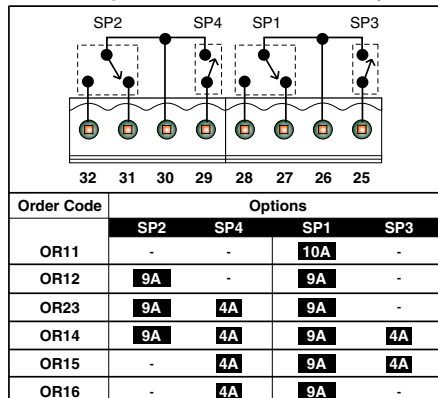 SP2 SP4 SP1 SP3
32 31 30 29 28 27 26 25
Order Code Options
SP2 SP4 SP1 SP3
OR11 - - 10A -
OR12 9A - 9A -
OR23 9A 4A 9A -
OR14 9A 4A 9A 4A
OR15 - 4A 9A 4A
OR16 - 4A 9A -